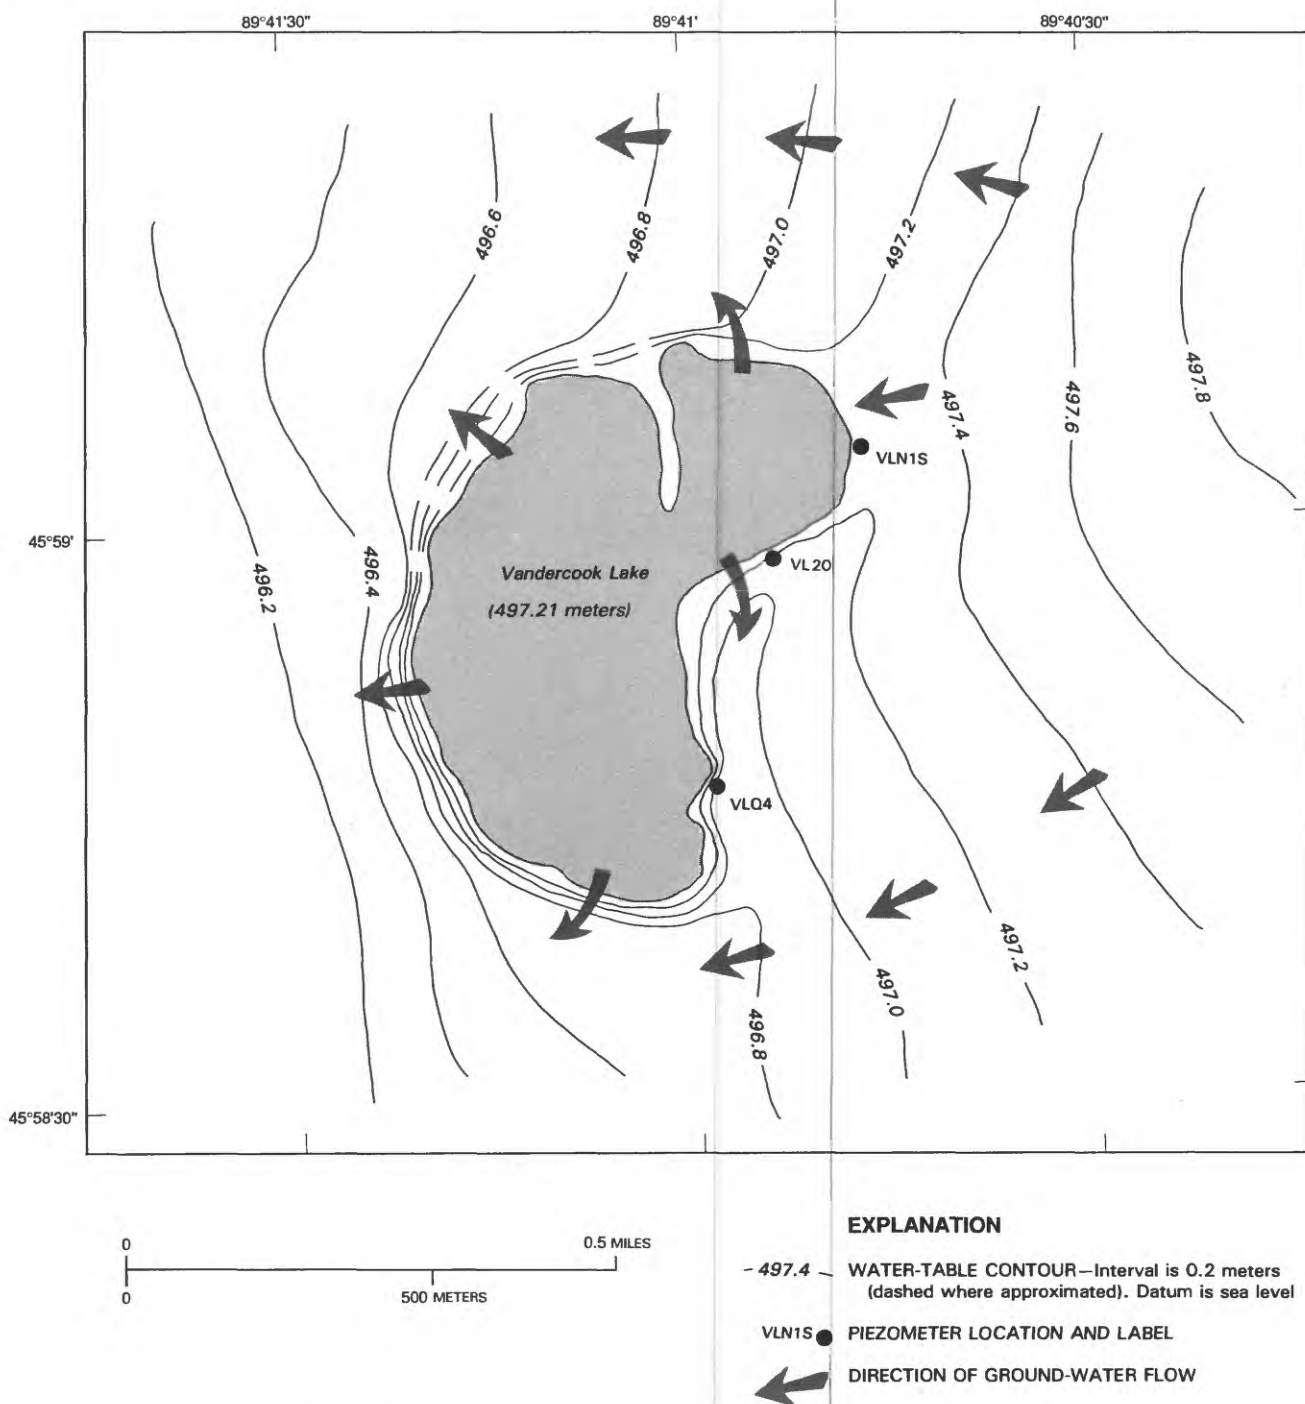 89°41'30"
89°41'
89°40'30"
496.6
496.8
497.0
497.2
497.8
497.4
497.6
VLN1S
45°59'
VL20
496.2
496.4
Vandercook Lake
(497.21 meters)
VLQ4
497.2
497.0
496.8
45°58'30"
0
0.5 MILES
0
500 METERS
EXPLANATION
497.4
WATER-TABLE CONTOUR—Interval is 0.2 meters
(dashed where approximated). Datum is sea level
VLN1S
PIEZOMETER LOCATION AND LABEL
DIRECTION OF GROUND-WATER FLOW